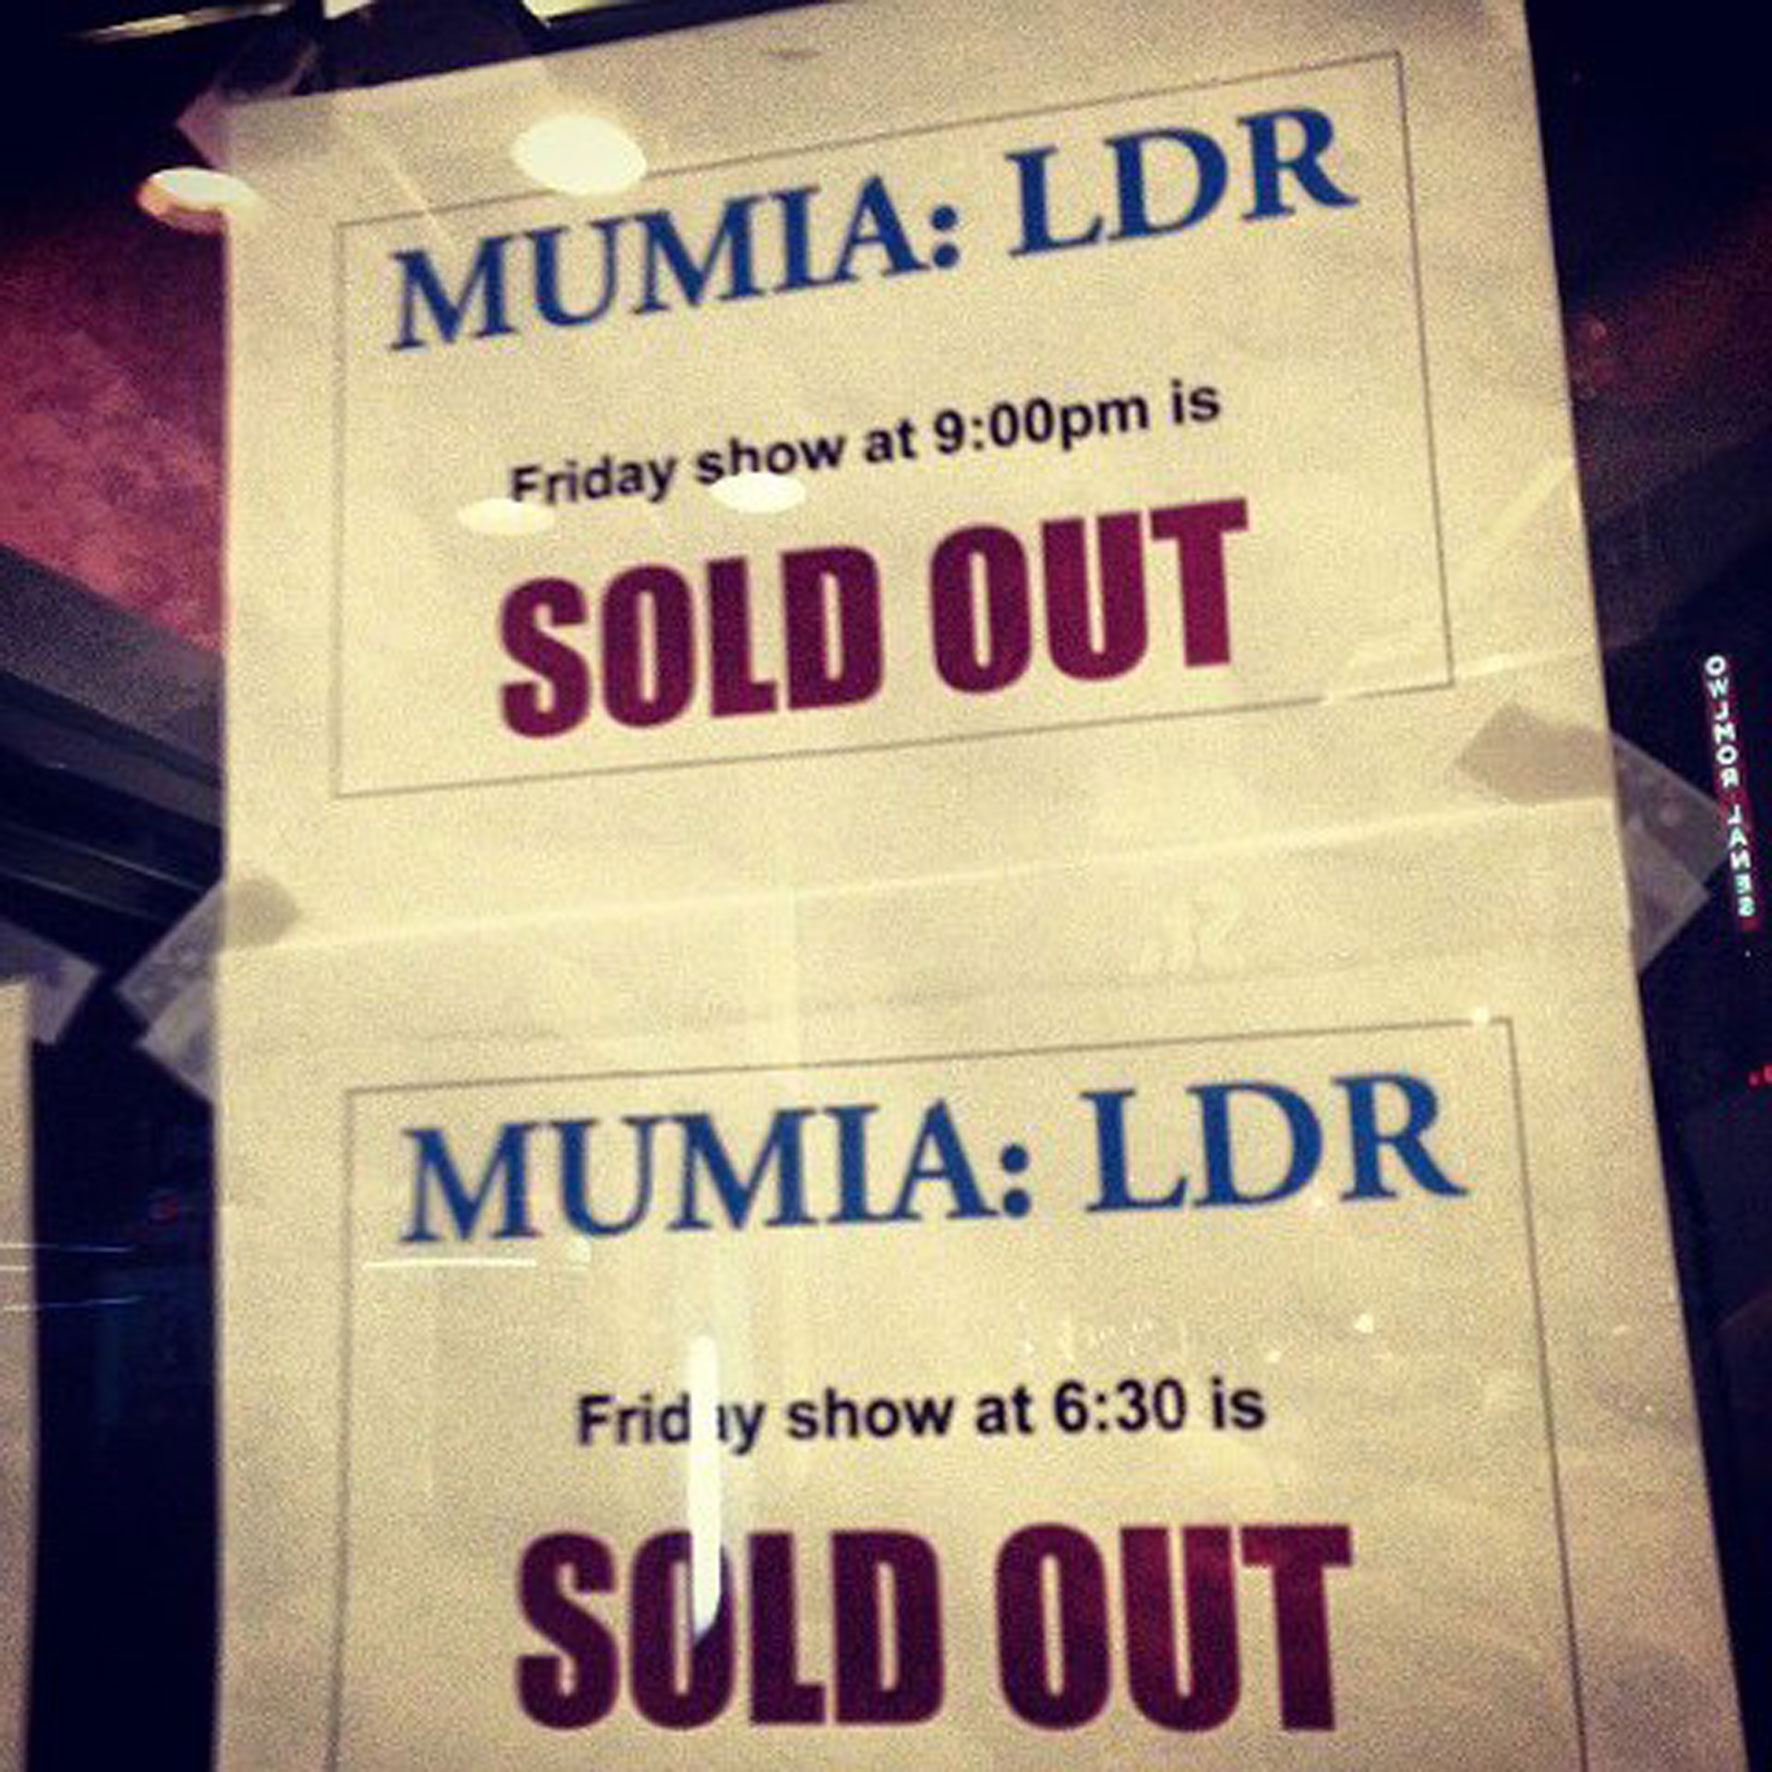 MUMIA: LDR
Friday show at 9:00pm is
SOLD OUT
MUMIA: LDR
Friday show at 6:30 is
SOLD OUT